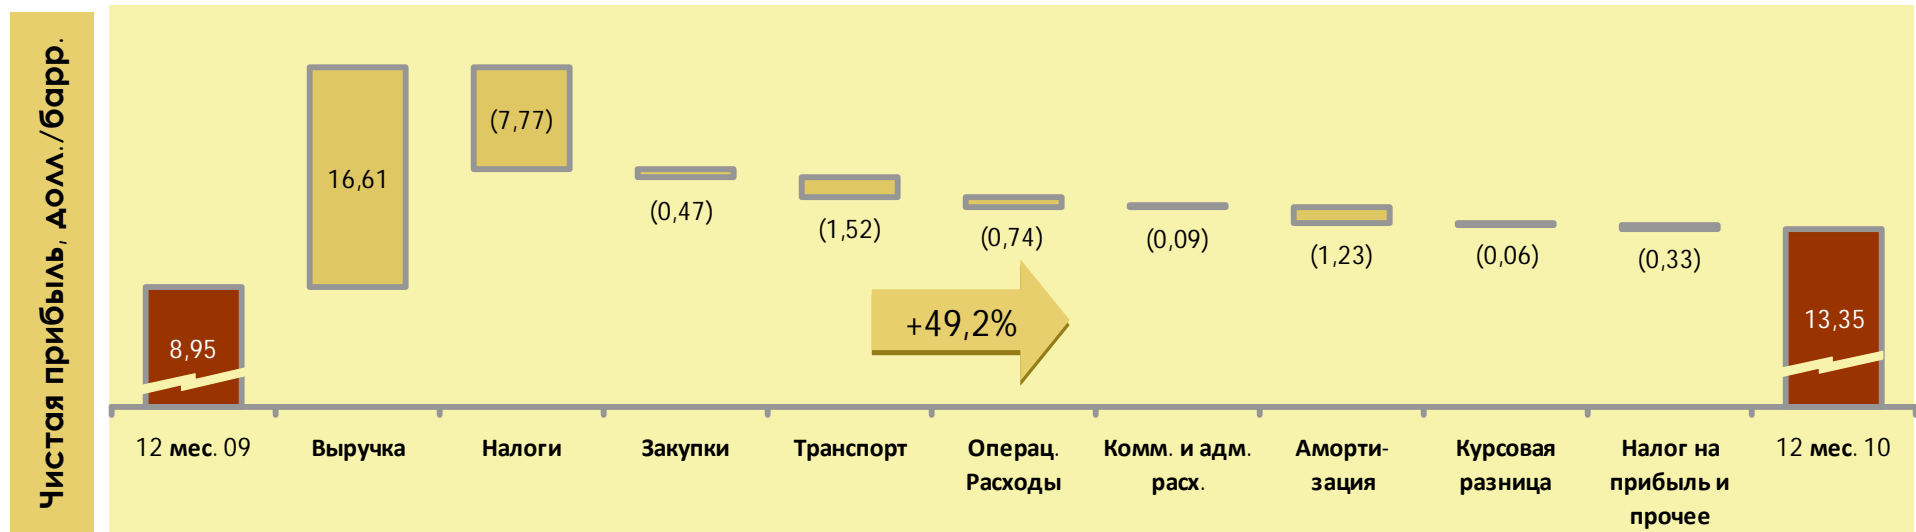 Чистая прибыль, долл./барр.
16,61
(7,77)
(0,47)
(1,52)
(0,74)
(0,09)
(1,23)
(0,06)
(0,33)
8,95
+49,2%
13,35
12 мес. 09
Выручка
Налоги
Закупки
Транспорт
Операц.
Расходы
Комм. и адм.
расх.
Аморти-
зация
Курсовая
разница
Налог на
прибыль и
прочее
12 мес. 10